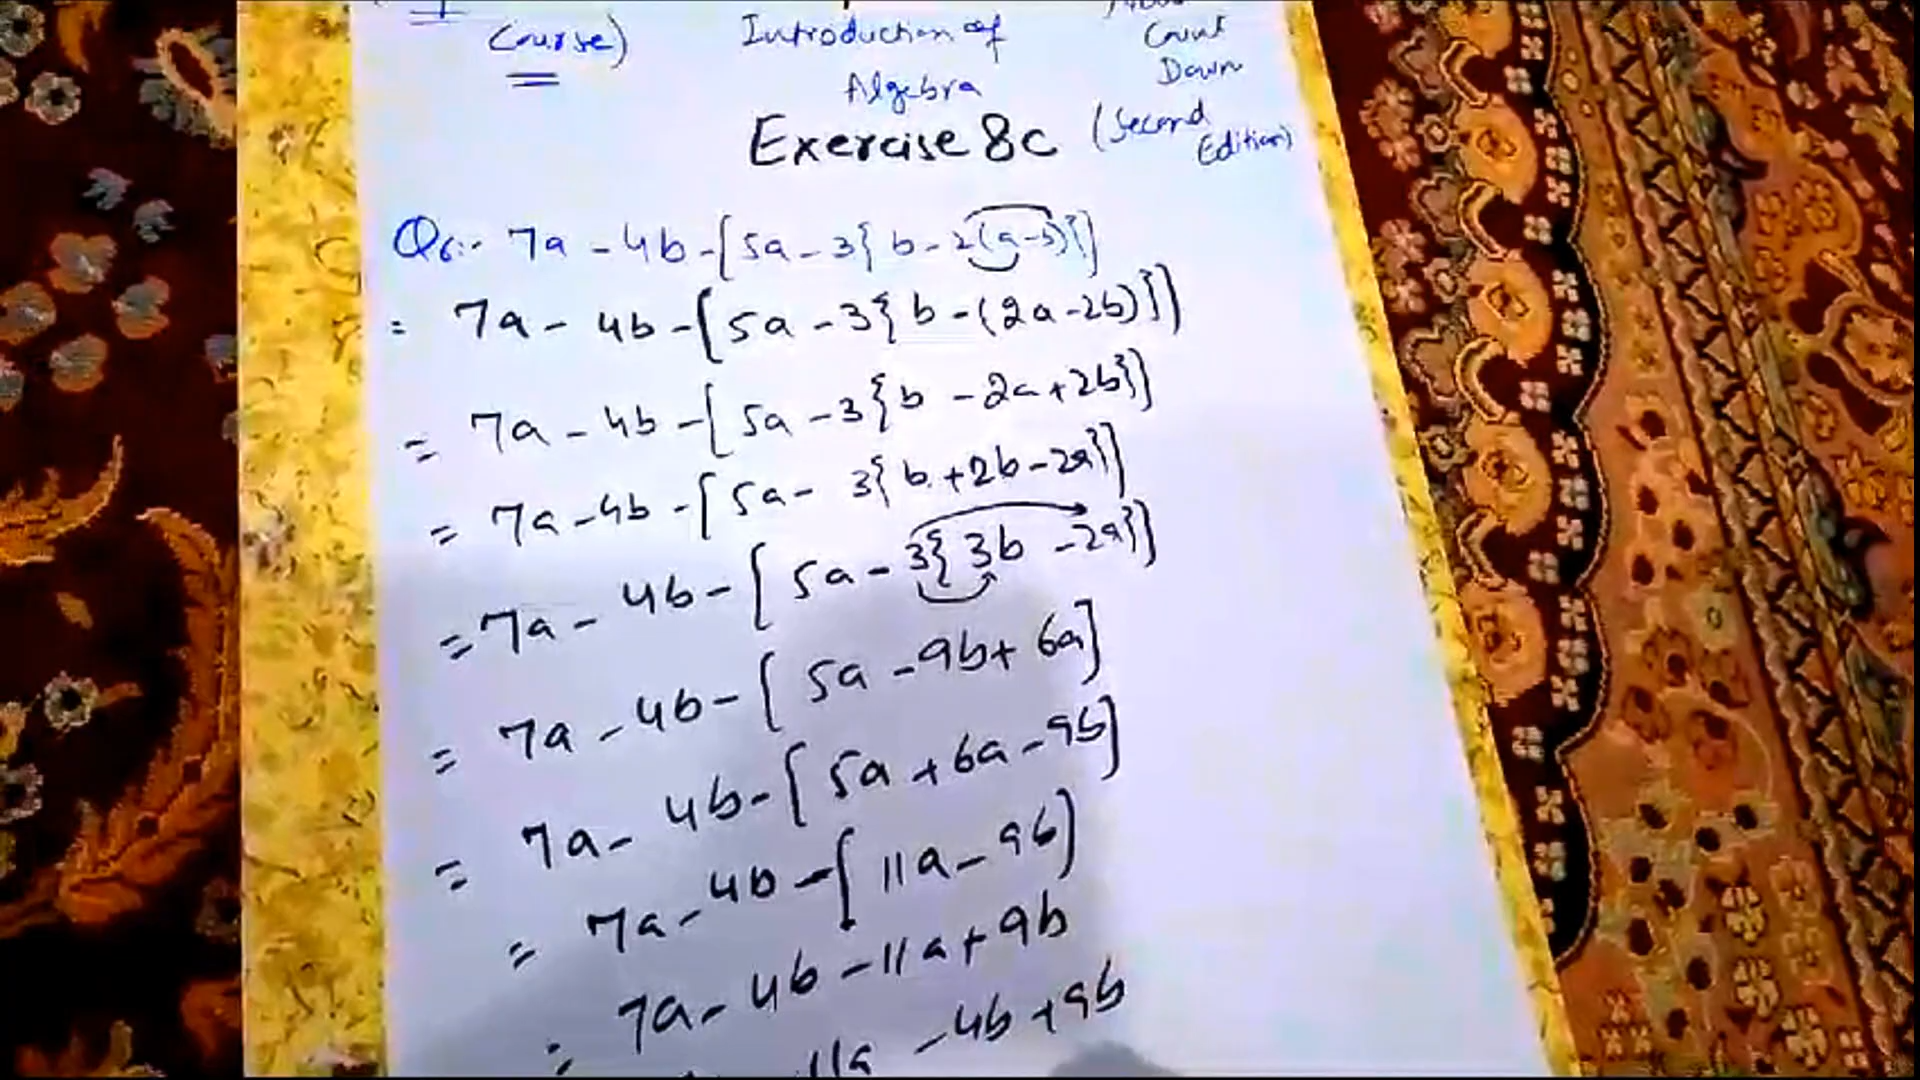 Course)
Introduction of
Algebra
Count
Down
(Second
Edition)
Exercise 8c
Q6:- 7a - 4b - [5a - 3{b - 2(a - b)}]
= 7a - 4b - [5a - 3{b - (2a - 2b)}]
= 7a - 4b - [5a - 3{b - 2a + 2b}]
= 7a - 4b - [5a - 3{b + 2b - 2a}]
= 7a - 4b - [5a - 3{3b - 2a}]
= 7a - 4b - [5a - 9b + 6a]
= 7a - 4b - [5a + 6a - 9b]
= 7a - 4b - [11a - 9b]
= 7a - 4b - 11a + 9b
11a - 4b + 9b